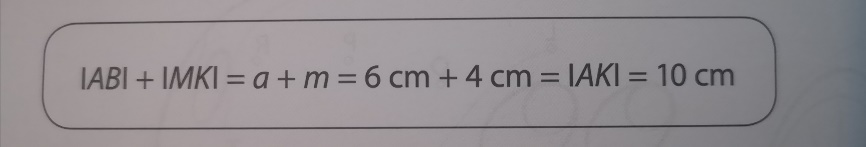 |AB| + |MK| = a + m = 6 cm + 4 cm = |AK| = 10 cm